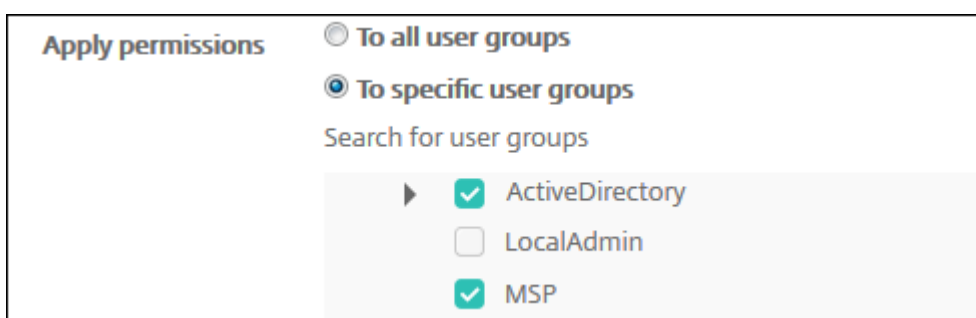 Apply permissions
To all user groups
To specific user groups
Search for user groups
ActiveDirectory
LocalAdmin
MSP